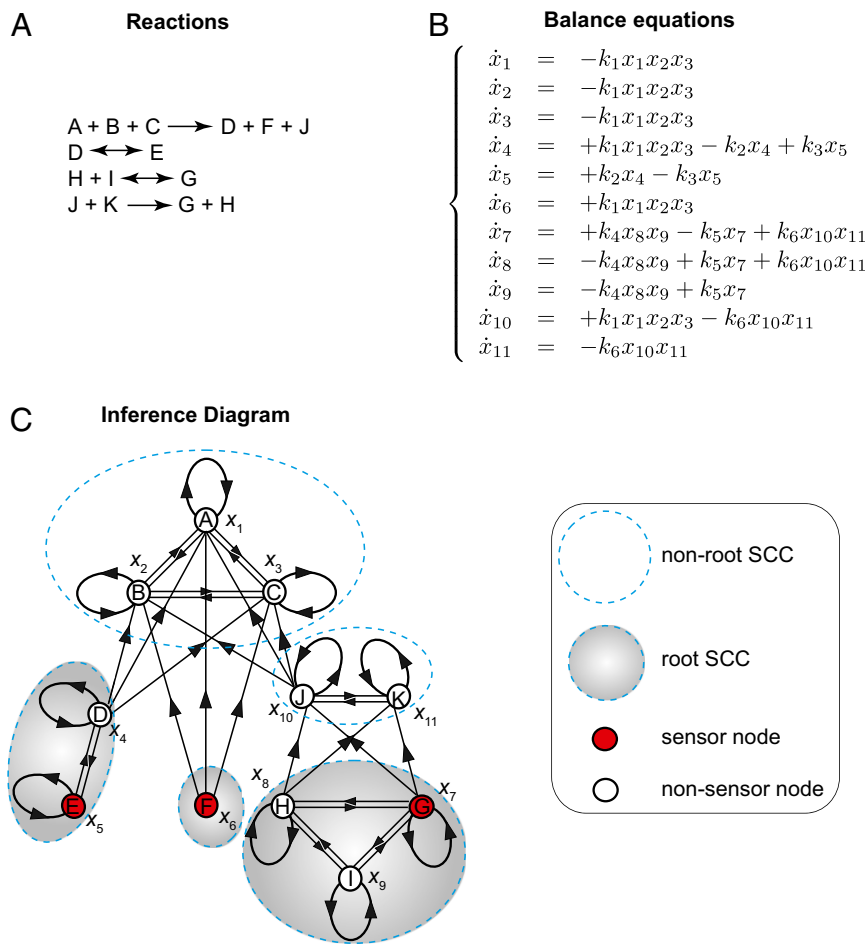 A Reactions
A + B + C ⟶ D + F + J
D ⟷ E
H + I ⟷ G
J + K ⟶ G + H
B Balance equations
ẋ₁ = −k₁x₁x₂x₃
ẋ₂ = −k₁x₁x₂x₃
ẋ₃ = −k₁x₁x₂x₃
ẋ₄ = +k₁x₁x₂x₃ − k₂x₄ + k₃x₅
ẋ₅ = +k₂x₄ − k₃x₅
ẋ₆ = +k₁x₁x₂x₃
ẋ₇ = +k₄x₈x₉ − k₅x₇ + k₆x₁₀x₁₁
ẋ₈ = −k₄x₈x₉ + k₅x₇ + k₆x₁₀x₁₁
ẋ₉ = −k₄x₈x₉ + k₅x₇
ẋ₁₀ = +k₁x₁x₂x₃ − k₆x₁₀x₁₁
ẋ₁₁ = −k₆x₁₀x₁₁
C Inference Diagram
A x₁
x₂ x₃
B C
J K
x₁₀ x₁₁
D
x₄
x₈ x₇
E F H G
x₅ x₆
I x₉
non-root SCC
root SCC
sensor node
non-sensor node